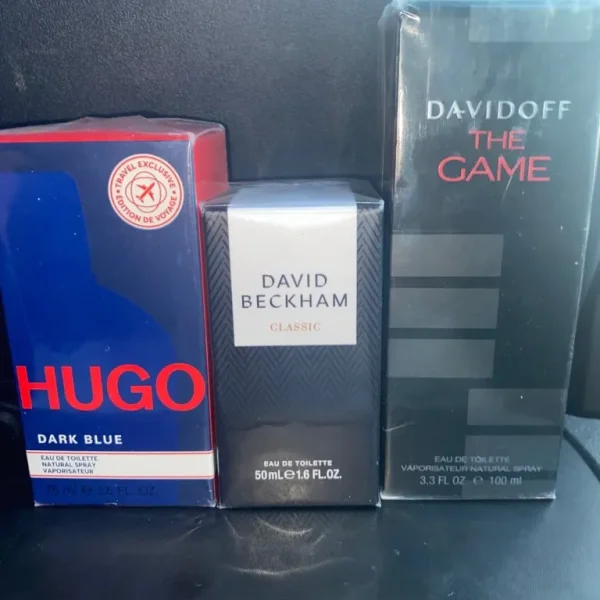 TRAVEL EXCLUSIVE
• ÉDITION DE VOYAGE •
HUGO
DARK BLUE
EAU DE TOILETTE
NATURAL SPRAY
VAPORISATEUR
DAVID
BECKHAM
CLASSIC
EAU DE TOILETTE
50mLe1.6 FL.OZ.
DAVIDOFF
THE
GAME
EAU DE TOILETTE
VAPORISATEUR NATURAL SPRAY
3,3 FL OZ e 100 ml